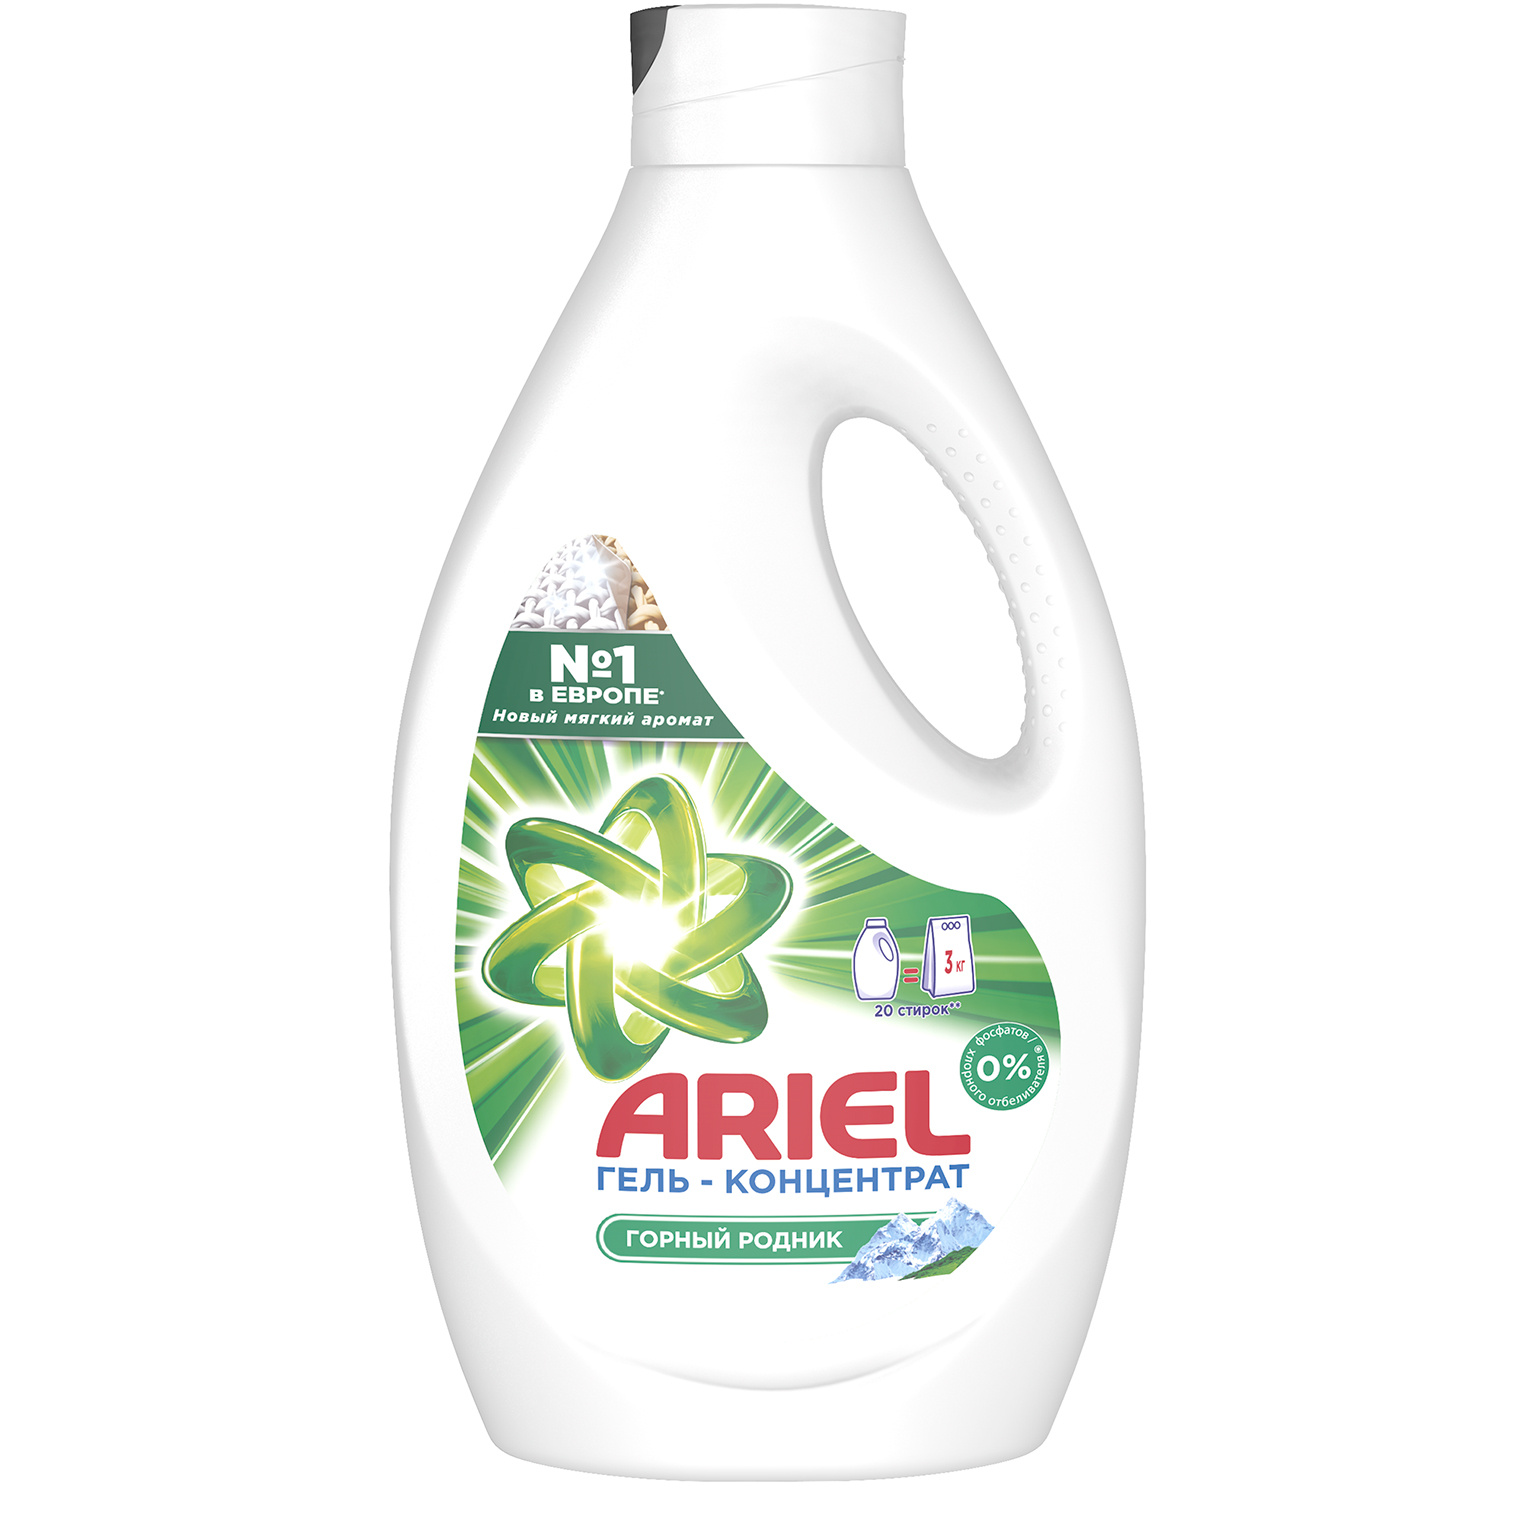 №1
в ЕВРОПЕ*
Новый мягкий аромат
3 кг
=
20 стирок**
фосфатов /
хлорного отбеливателя*
0%
ARIEL
ГЕЛЬ - КОНЦЕНТРАТ
ГОРНЫЙ РОДНИК